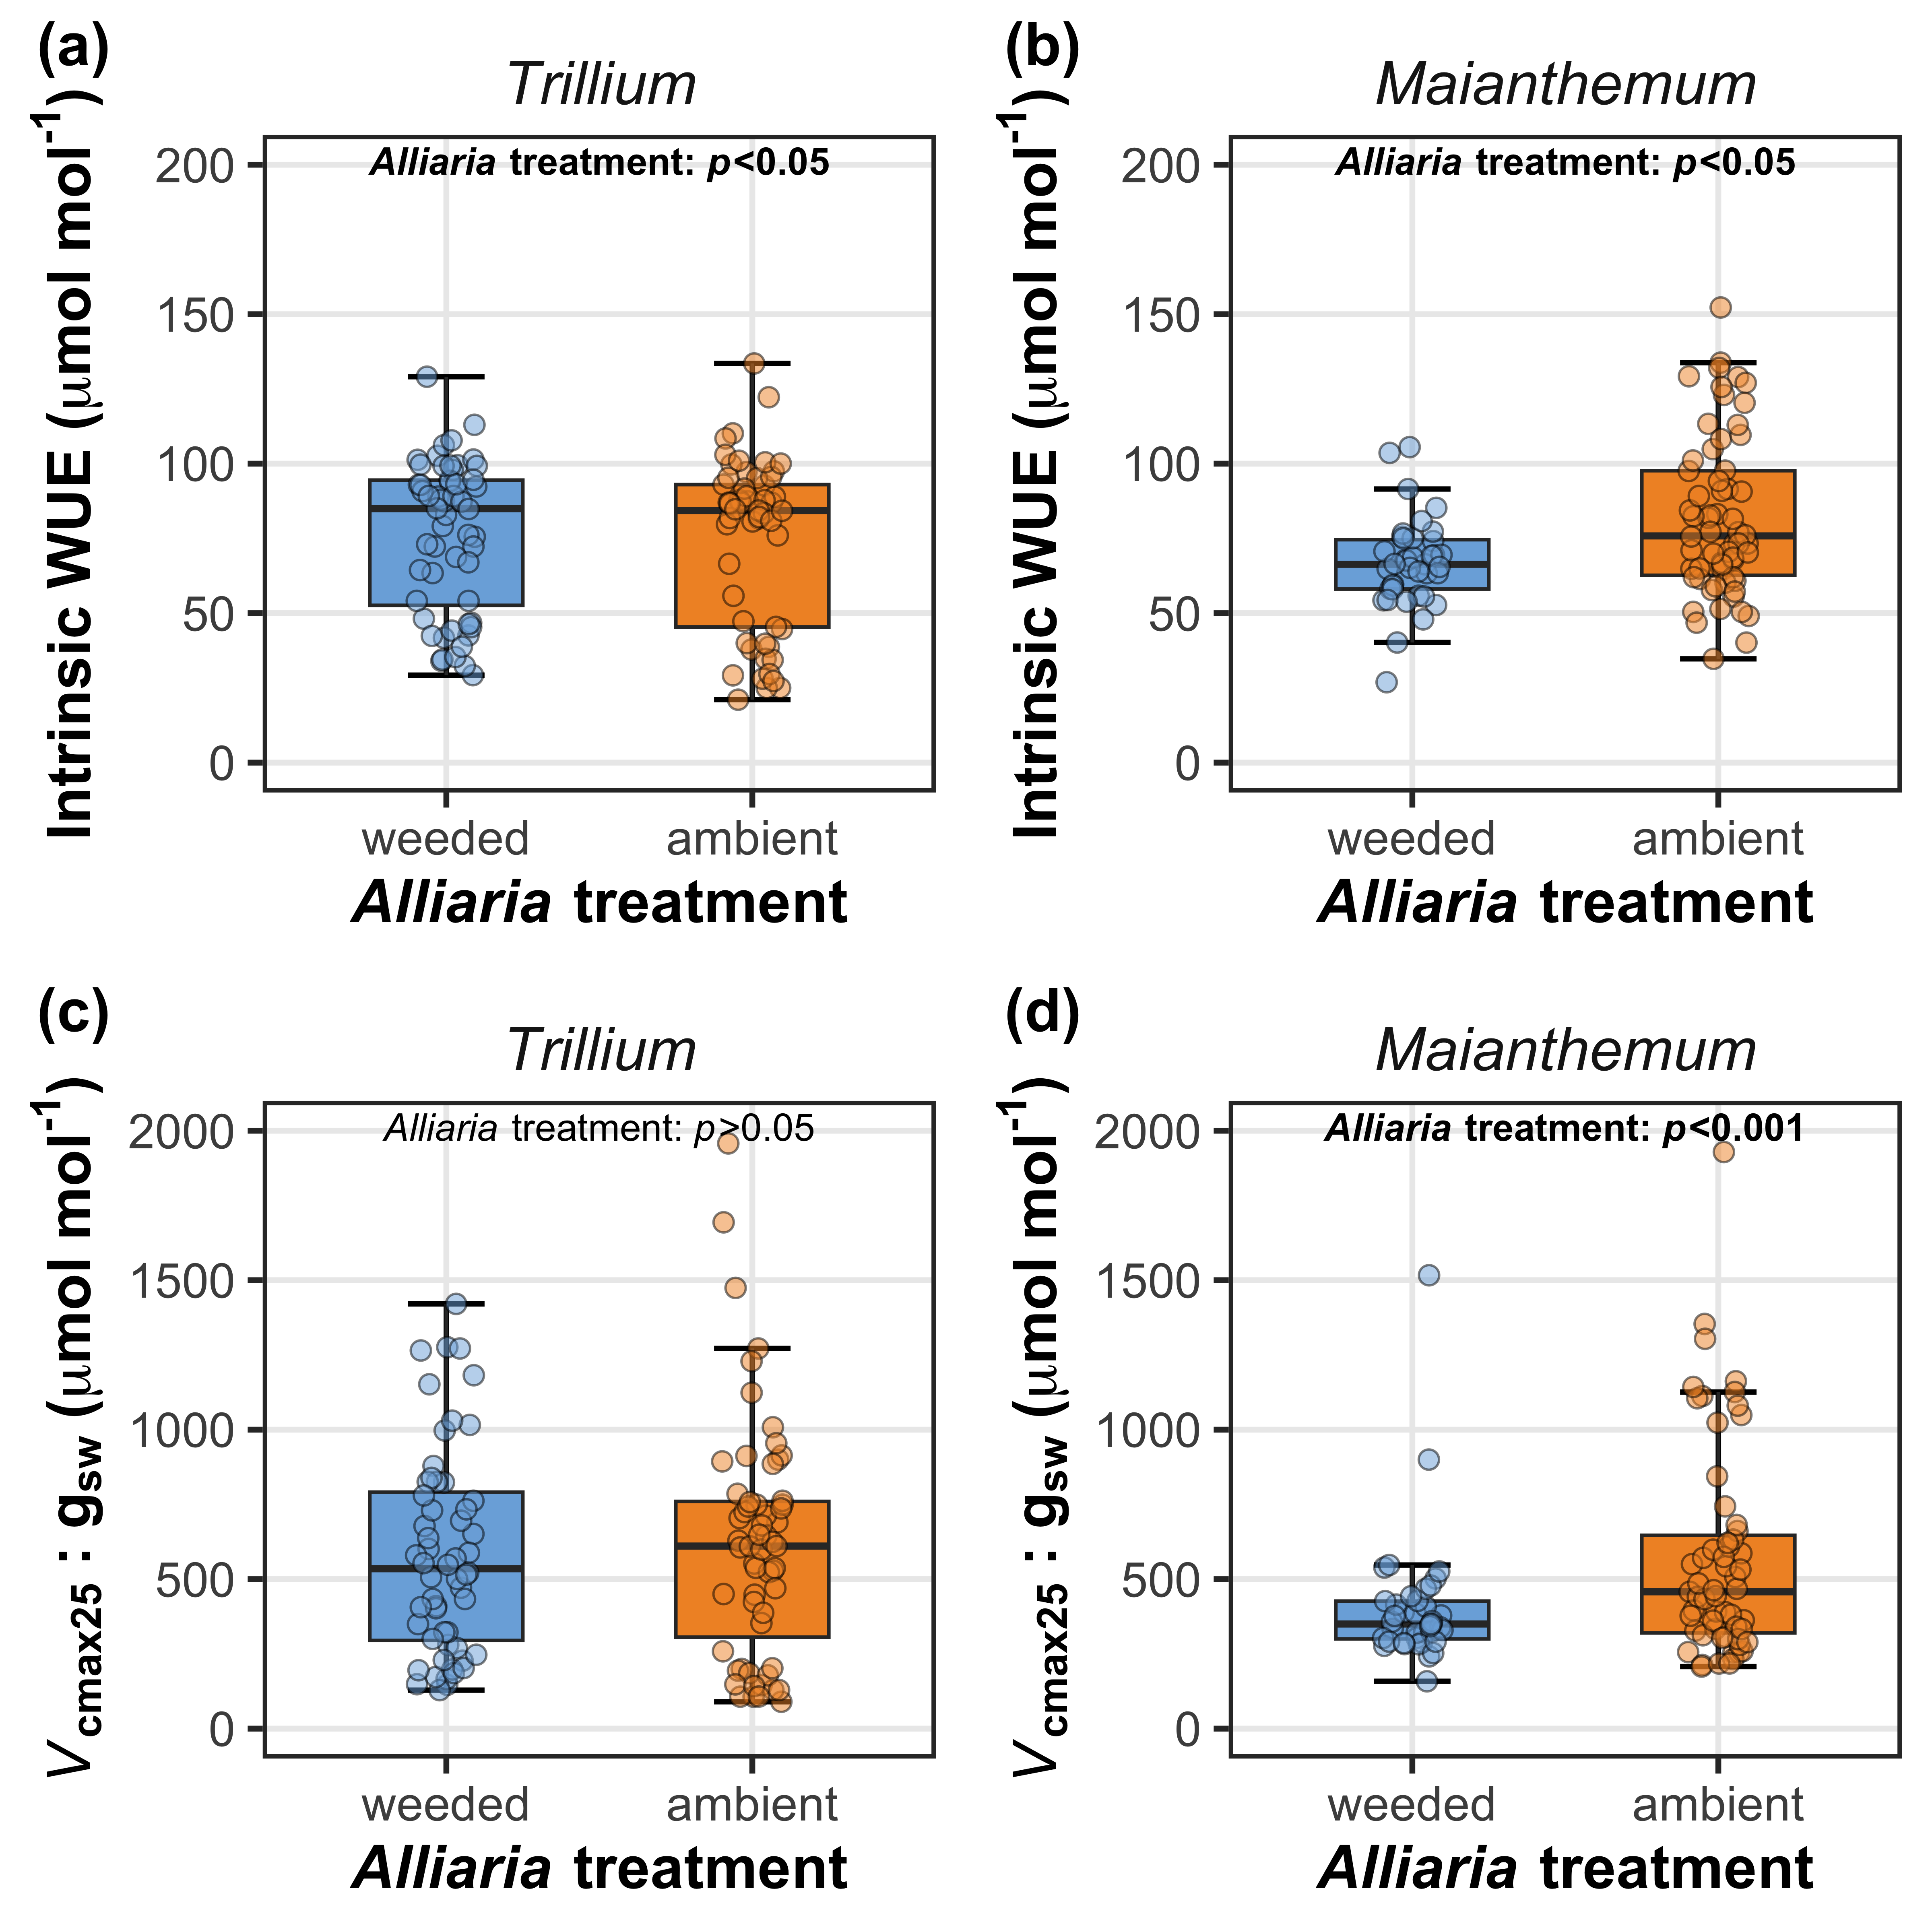 (a)
Trillium
Alliaria treatment: p<0.05
Intrinsic WUE (μmol mol⁻¹)
200
150
100
50
0
weeded ambient
Alliaria treatment
(b)
Maianthemum
Alliaria treatment: p<0.05
Intrinsic WUE (μmol mol⁻¹)
200
150
100
50
0
weeded ambient
Alliaria treatment
(c)
Trillium
Alliaria treatment: p>0.05
Vcmax25 : gsw (μmol mol⁻¹)
2000
1500
1000
500
0
weeded ambient
Alliaria treatment
(d)
Maianthemum
Alliaria treatment: p<0.001
Vcmax25 : gsw (μmol mol⁻¹)
2000
1500
1000
500
0
weeded ambient
Alliaria treatment